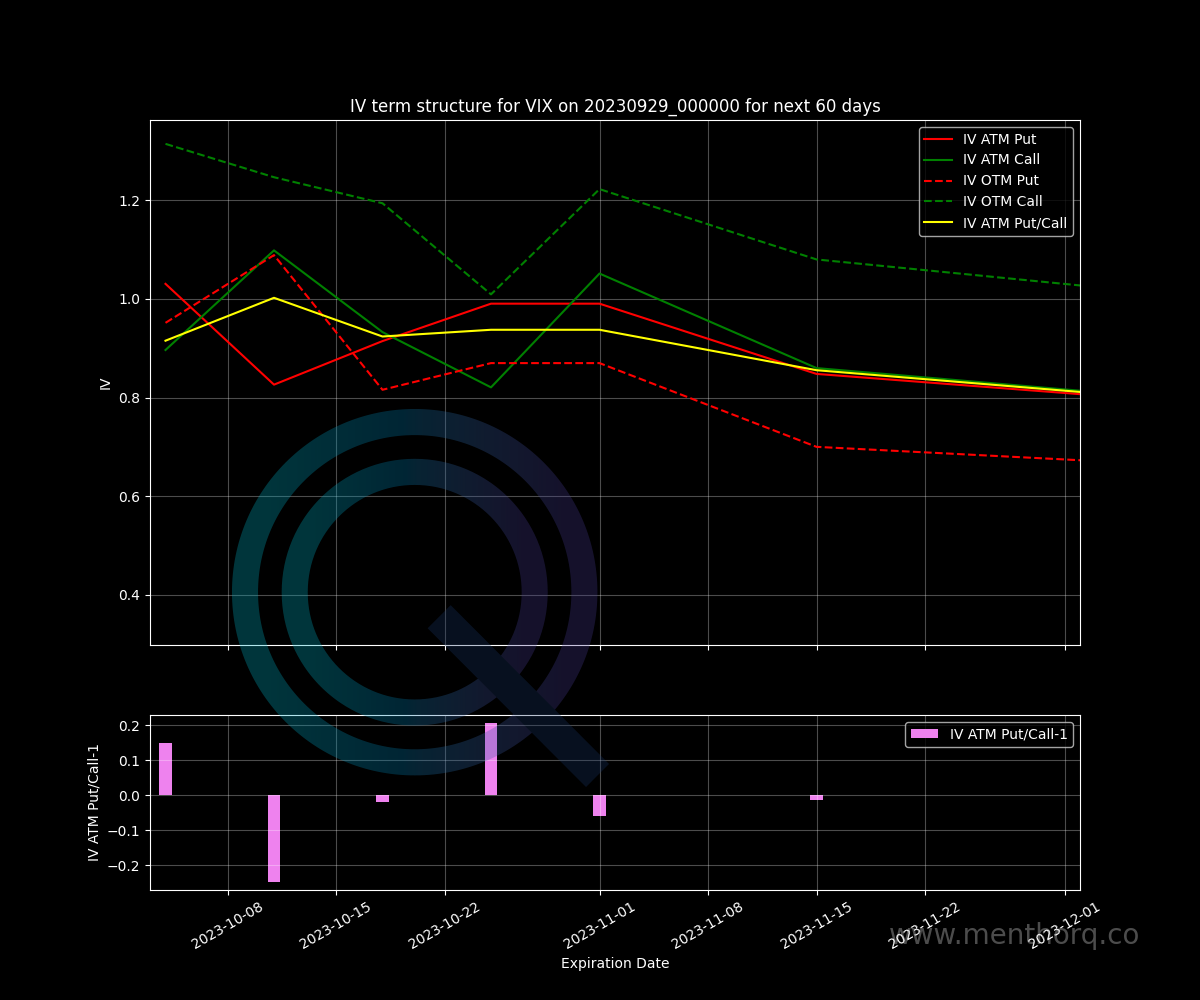 IV term structure for VIX on 20230929_000000 for next 60 days
IV ATM Put
IV ATM Call
IV OTM Put
IV OTM Call
IV ATM Put/Call
1.2
1.0
0.8
0.6
0.4
IV
IV ATM Put/Call-1
0.2
0.1
0.0
−0.1
−0.2
IV ATM Put/Call-1
2023-10-08
2023-10-15
2023-10-22
2023-11-01
2023-11-08
2023-11-15
2023-11-22
2023-12-01
www.menthorq.co
Expiration Date